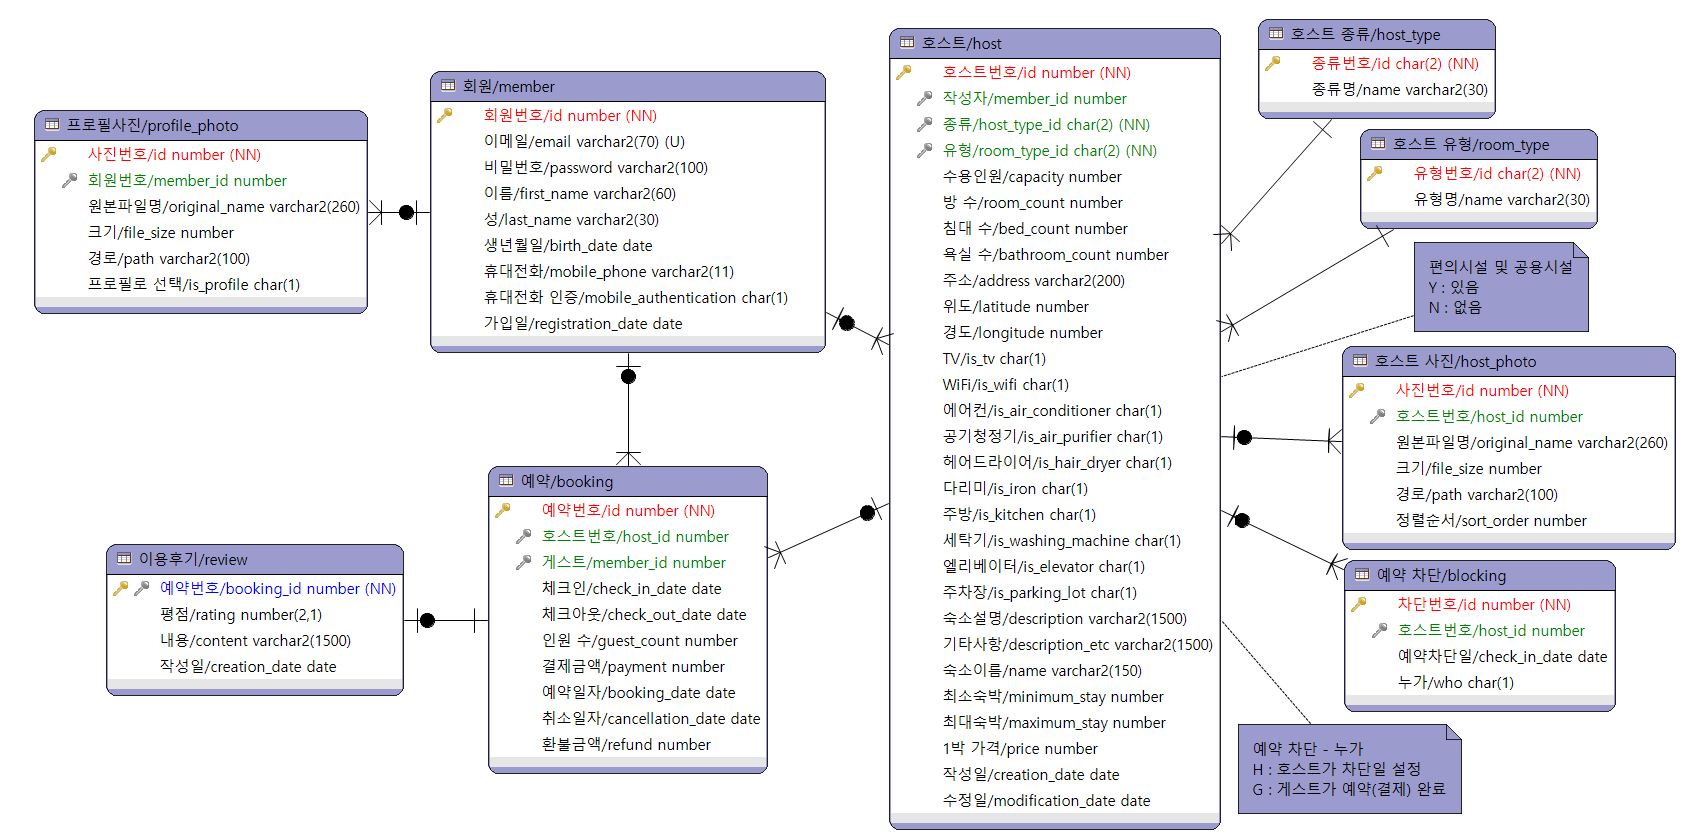 프로필사진/profile_photo
사진번호/id number (NN)
회원번호/member_id number
원본파일명/original_name varchar2(260)
크기/file_size number
경로/path varchar2(100)
프로필로 선택/is_profile char(1)
회원/member
회원번호/id number (NN)
이메일/email varchar2(70) (U)
비밀번호/password varchar2(100)
이름/first_name varchar2(60)
성/last_name varchar2(30)
생년월일/birth_date date
휴대전화/mobile_phone varchar2(11)
휴대전화 인증/mobile_authentication char(1)
가입일/registration_date date
이용후기/review
예약번호/booking_id number (NN)
평점/rating number(2,1)
내용/content varchar2(1500)
작성일/creation_date date
예약/booking
예약번호/id number (NN)
호스트번호/host_id number
게스트/member_id number
체크인/check_in_date date
체크아웃/check_out_date date
인원 수/guest_count number
결제금액/payment number
예약일자/booking_date date
취소일자/cancellation_date date
환불금액/refund number
호스트/host
호스트번호/id number (NN)
작성자/member_id number
종류/host_type_id char(2) (NN)
유형/room_type_id char(2) (NN)
수용인원/capacity number
방 수/room_count number
침대 수/bed_count number
욕실 수/bathroom_count number
주소/address varchar2(200)
위도/latitude number
경도/longitude number
TV/is_tv char(1)
WiFi/is_wifi char(1)
에어컨/is_air_conditioner char(1)
공기청정기/is_air_purifier char(1)
헤어드라이어/is_hair_dryer char(1)
다리미/is_iron char(1)
주방/is_kitchen char(1)
세탁기/is_washing_machine char(1)
엘리베이터/is_elevator char(1)
주차장/is_parking_lot char(1)
숙소설명/description varchar2(1500)
기타사항/description_etc varchar2(1500)
숙소이름/name varchar2(150)
최소숙박/minimum_stay number
최대숙박/maximum_stay number
1박 가격/price number
작성일/creation_date date
수정일/modification_date date
호스트 종류/host_type
종류번호/id char(2) (NN)
종류명/name varchar2(30)
호스트 유형/room_type
유형번호/id char(2) (NN)
유형명/name varchar2(30)
편의시설 및 공용시설
Y : 있음
N : 없음
호스트 사진/host_photo
사진번호/id number (NN)
호스트번호/host_id number
원본파일명/original_name varchar2(260)
크기/file_size number
경로/path varchar2(100)
정렬순서/sort_order number
예약 차단/blocking
차단번호/id number (NN)
호스트번호/host_id number
예약차단일/check_in_date date
누가/who char(1)
예약 차단 - 누가
H : 호스트가 차단일 설정
G : 게스트가 예약(결제) 완료